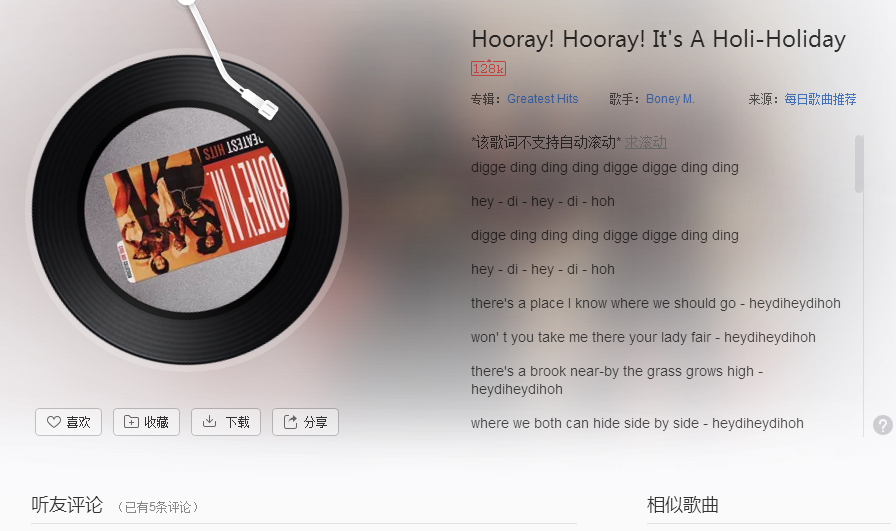 Hooray! Hooray! It's A Holi-Holiday
128k
专辑：Greatest Hits 歌手：Boney M. 来源：每日歌曲推荐
*该歌词不支持自动滚动* 求滚动
digge ding ding ding digge digge ding ding
hey - di - hey - di - hoh
digge ding ding ding digge digge ding ding
hey - di - hey - di - hoh
there's a place I know where we should go - heydiheydihoh
won' t you take me there your lady fair - heydiheydihoh
there's a brook near-by the grass grows high -
heydiheydihoh
where we both can hide side by side - heydiheydihoh
GREATEST HITS
BONEY M.
喜欢 收藏 下载 分享
?
听友评论 （已有5条评论） 相似歌曲